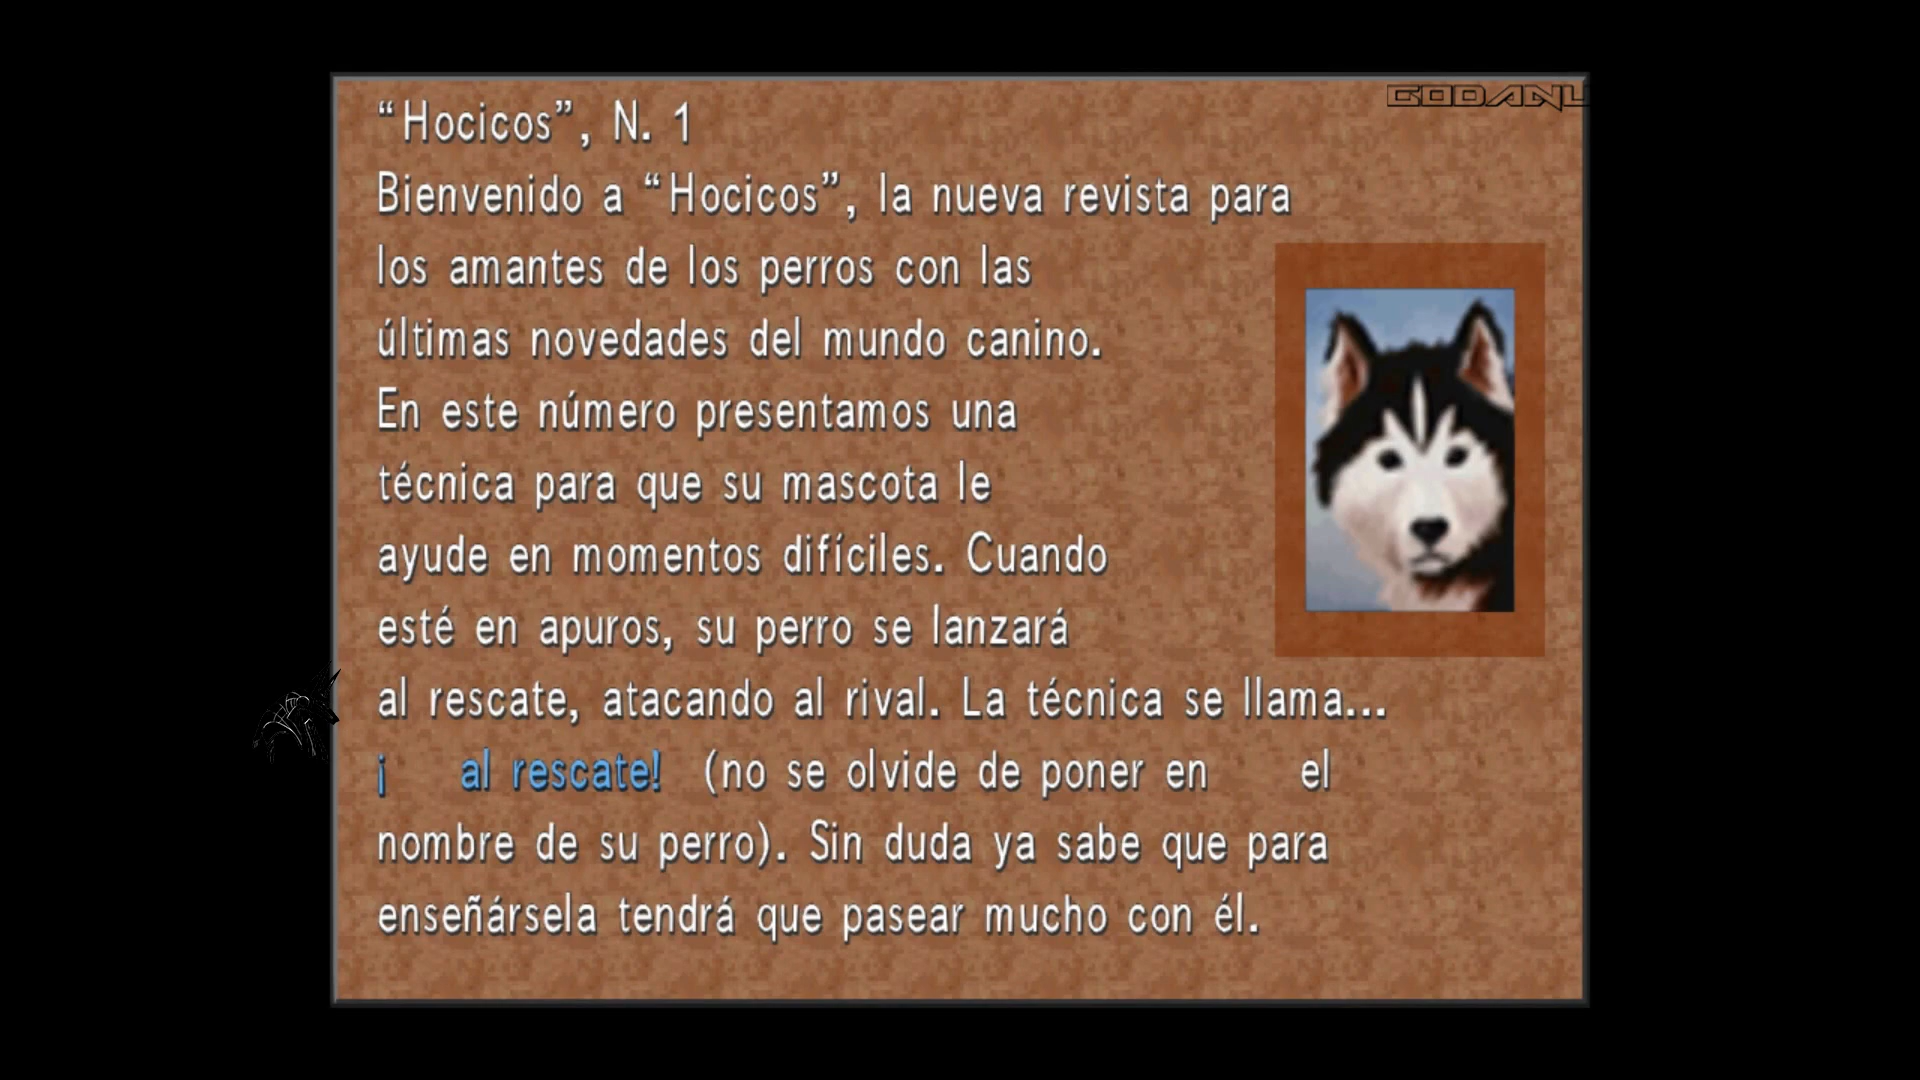 GODANU
“Hocicos”, N. 1
Bienvenido a “Hocicos”, la nueva revista para
los amantes de los perros con las
últimas novedades del mundo canino.
En este número presentamos una
técnica para que su mascota le
ayude en momentos difíciles. Cuando
esté en apuros, su perro se lanzará
al rescate, atacando al rival. La técnica se llama...
¡ al rescate! (no se olvide de poner en el
nombre de su perro). Sin duda ya sabe que para
enseñársela tendrá que pasear mucho con él.